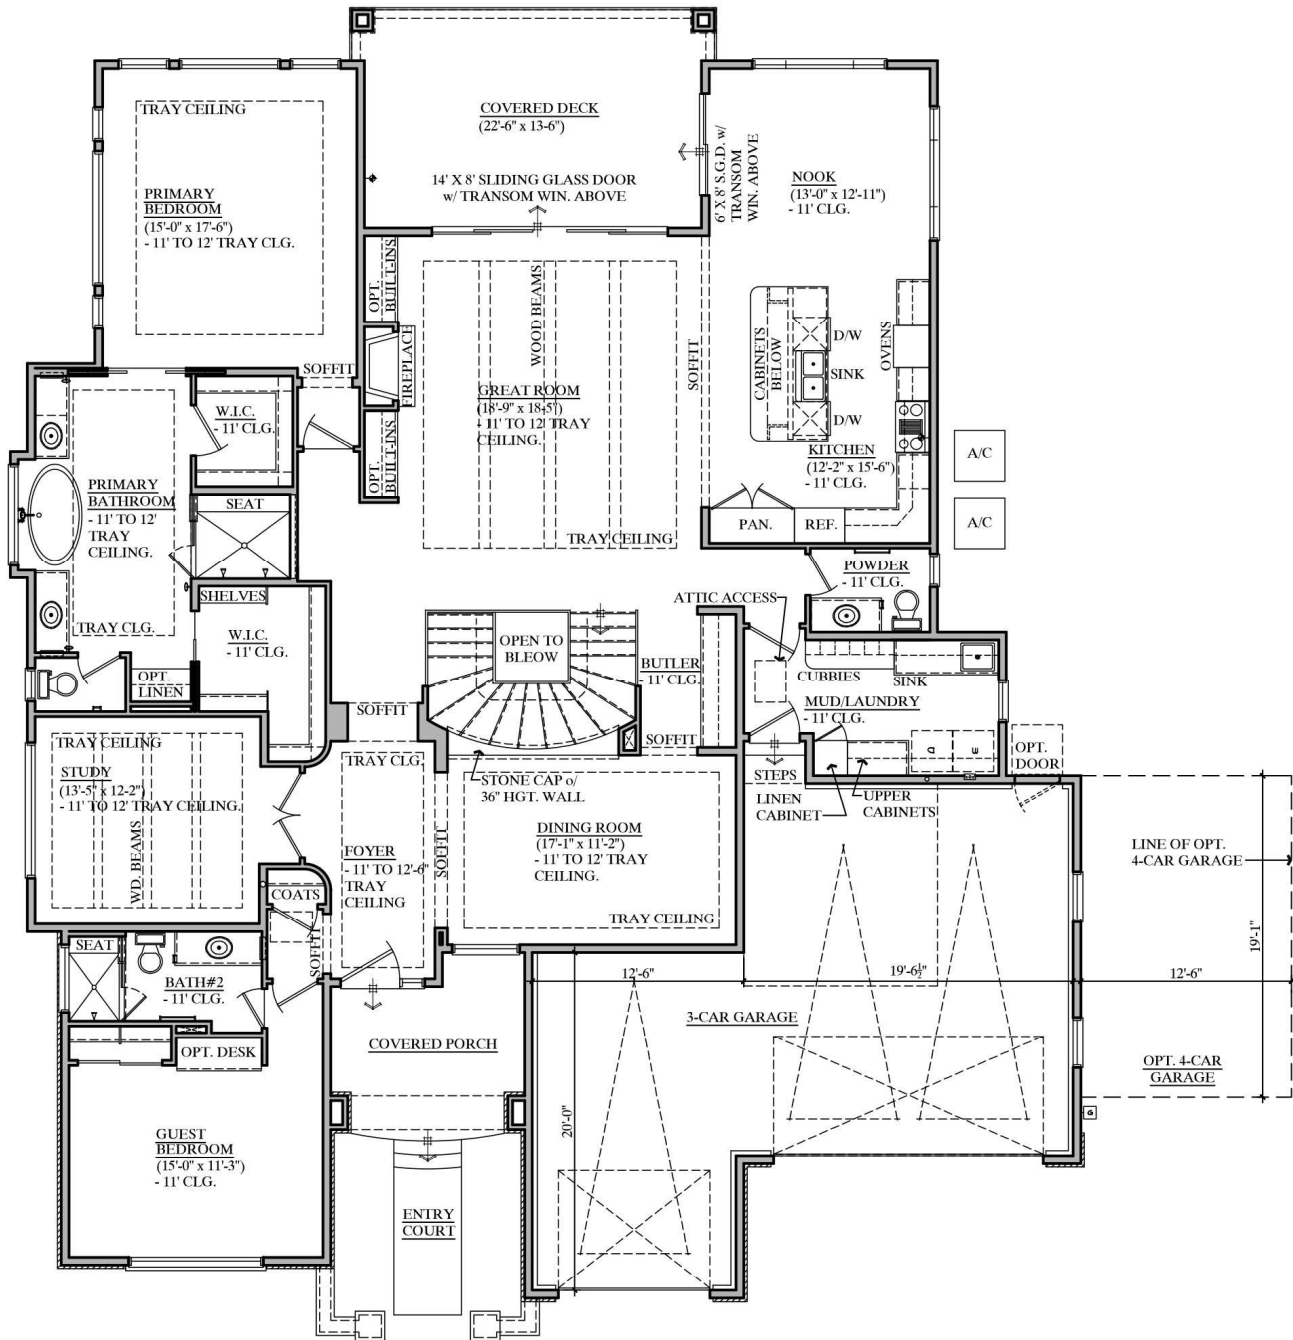 COVERED DECK
(22'-6" x 13-6")
TRAY CEILING
PRIMARY
BEDROOM
(15'-0" x 17'-6")
- 11' TO 12' TRAY CLG.
14' X 8' SLIDING GLASS DOOR
w/ TRANSOM WIN. ABOVE
6' X 8' S.G.D. w/
TRANSOM
WIN. ABOVE
NOOK
(13'-0" x 12'-11")
- 11' CLG.
OPT.
BUILT-INS
WOOD BEAMS
FIREPLACE
SOFFIT
SOFFIT
CABINETS
BELOW
D/W
SINK
D/W
OVENS
GREAT ROOM
(18'-9" x 18-5")
- 11' TO 12' TRAY
CEILING.
OPT.
BUILT-INS
TRAY CEILING
KITCHEN
(12'-2" x 15'-6")
- 11' CLG.
PAN.
REF.
A/C
A/C
W.I.C.
- 11' CLG.
PRIMARY
BATHROOM
- 11' TO 12'
TRAY
CEILING.
SEAT
TRAY CLG.
SHELVES
W.I.C.
- 11' CLG.
OPT.
LINEN
POWDER
- 11' CLG.
ATTIC ACCESS
OPEN TO
BLEOW
BUTLER
- 11' CLG.
CUBBIES
SINK
MUD/LAUNDRY
- 11' CLG.
OPT.
DOOR
SOFFIT
SOFFIT
TRAY CEILING
STUDY
(13'-5" x 12-2")
- 11' TO 12' TRAY CEILING.
WD. BEAMS
TRAY CLG.
STONE CAP o/
36" HGT. WALL
STEPS
LINEN
CABINET
UPPER
CABINETS
FOYER
- 11' TO 12'-6"
TRAY
CEILING
SOFFIT
DINING ROOM
(17'-1" x 11'-2")
- 11' TO 12' TRAY
CEILING.
TRAY CEILING
LINE OF OPT.
4-CAR GARAGE
19'-1"
COATS
SOFFIT
SEAT
BATH#2
- 11' CLG.
OPT. DESK
12'-6"
19'-6½"
12'-6"
3-CAR GARAGE
COVERED PORCH
OPT. 4-CAR
GARAGE
G
20'-0"
GUEST
BEDROOM
(15'-0" x 11'-3")
- 11' CLG.
ENTRY
COURT